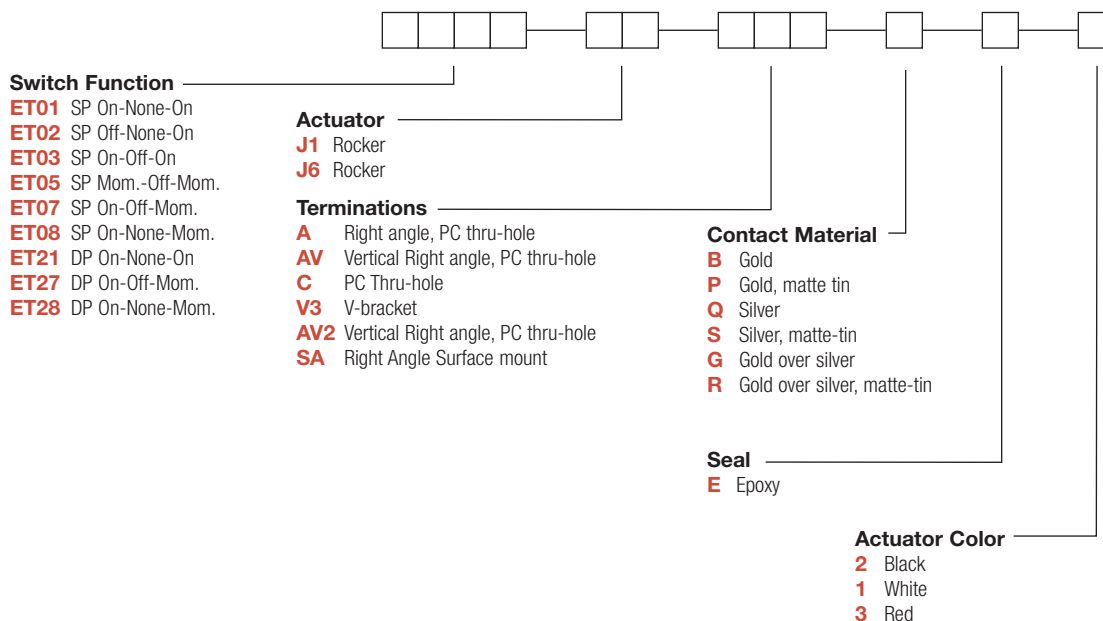 Switch Function
ET01 SP On-None-On
ET02 SP Off-None-On
ET03 SP On-Off-On
ET05 SP Mom.-Off-Mom.
ET07 SP On-Off-Mom.
ET08 SP On-None-Mom.
ET21 DP On-None-On
ET27 DP On-Off-Mom.
ET28 DP On-None-Mom.
Actuator
J1 Rocker
J6 Rocker
Terminations
A Right angle, PC thru-hole
AV Vertical Right angle, PC thru-hole
C PC Thru-hole
V3 V-bracket
AV2 Vertical Right angle, PC thru-hole
SA Right Angle Surface mount
Contact Material
B Gold
P Gold, matte tin
Q Silver
S Silver, matte-tin
G Gold over silver
R Gold over silver, matte-tin
Seal
E Epoxy
Actuator Color
2 Black
1 White
3 Red